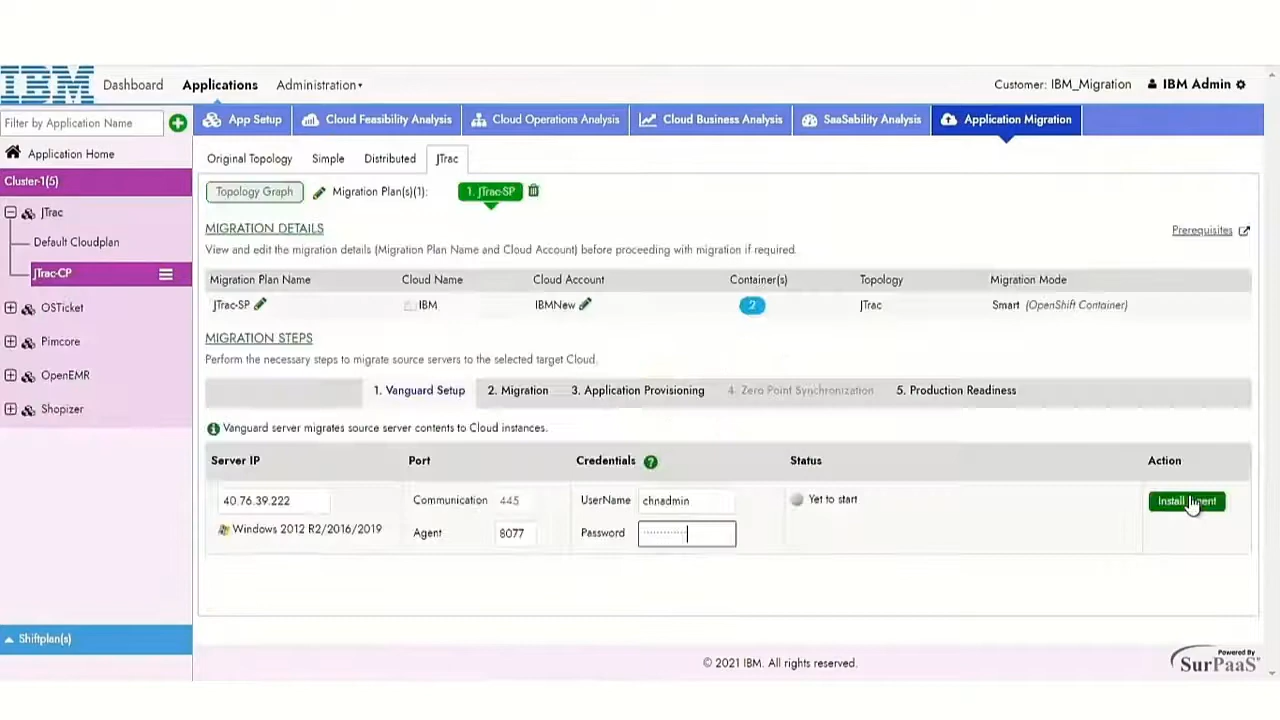 IBM Dashboard Applications Administration Customer: IBM_Migration IBM Admin
Filter by Application Name
App Setup Cloud Feasibility Analysis Cloud Operations Analysis Cloud Business Analysis SaaSability Analysis Application Migration
Application Home
Cluster-1(5)
JTrac
Default Cloudplan
JTrac-CP
OSTicket
Pimcore
OpenEMR
Shopizer
Shiftplan(s)
Original Topology Simple Distributed JTrac
Topology Graph Migration Plan(s)(1): 1. JTrac-SP
MIGRATION DETAILS
Prerequisites
View and edit the migration details (Migration Plan Name and Cloud Account) before proceeding with migration if required.
Migration Plan Name Cloud Name Cloud Account Container(s) Topology Migration Mode
JTrac-SP IBM IBMNew 2 JTrac Smart (OpenShift Container)
MIGRATION STEPS
Perform the necessary steps to migrate source servers to the selected target Cloud.
1. Vanguard Setup 2. Migration 3. Application Provisioning 4. Zero Point Synchronization 5. Production Readiness
Vanguard server migrates source server contents to Cloud instances.
Server IP Port Credentials Status Action
40.76.39.222 Communication 445 UserName chnadmin Yet to start Install Agent
Windows 2012 R2/2016/2019 Agent 8077 Password
© 2021 IBM. All rights reserved.
Powered By
SurPaaS